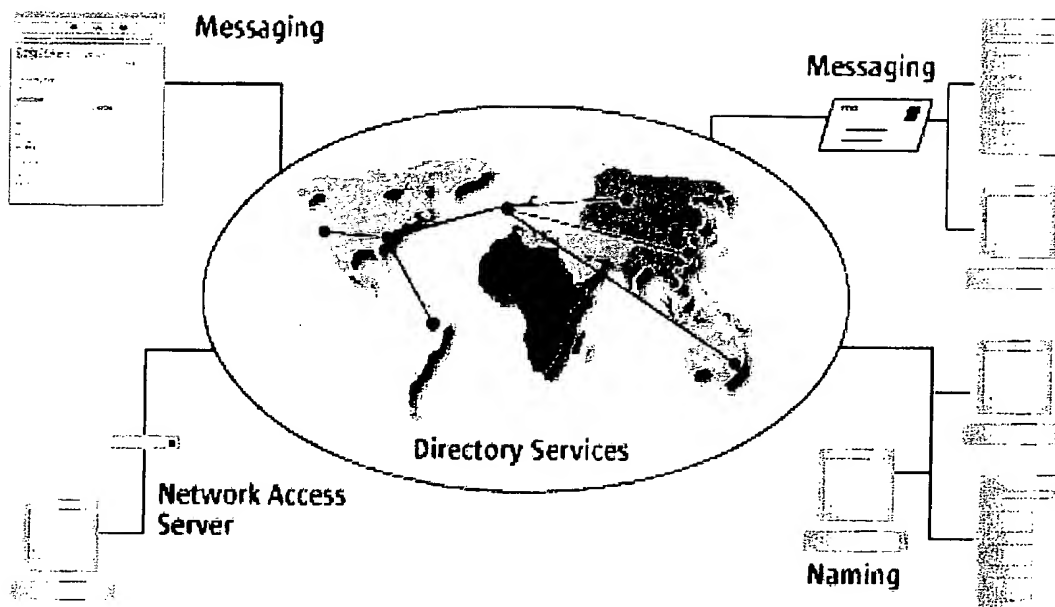 Messaging
Messaging
Directory Services
Network Access
Server
Naming